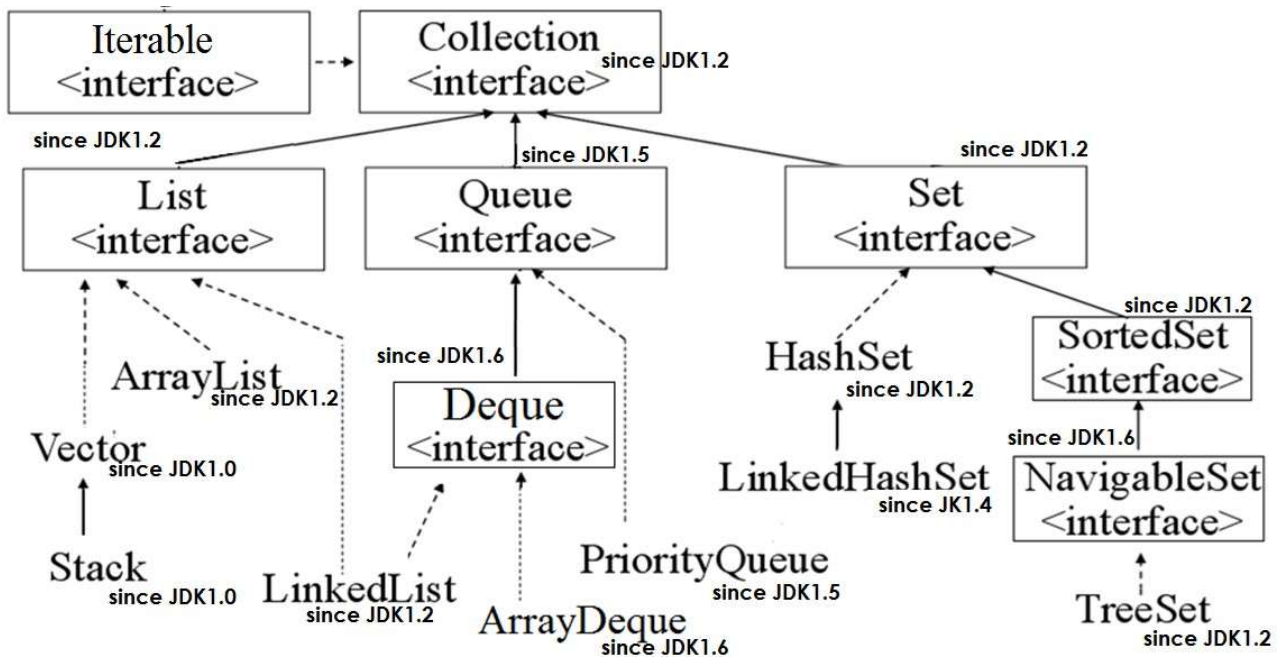 Iterable
<interface>
Collection
<interface>
since JDK1.2
since JDK1.2
since JDK1.5
since JDK1.2
List
<interface>
Queue
<interface>
Set
<interface>
since JDK1.2
SortedSet
<interface>
since JDK1.6
ArrayList
since JDK1.2
Deque
<interface>
HashSet
since JDK1.2
Vector
since JDK1.0
since JDK1.6
NavigableSet
<interface>
LinkedHashSet
since JK1.4
Stack
since JDK1.0
LinkedList
since JDK1.2
PriorityQueue
since JDK1.5
ArrayDeque
since JDK1.6
TreeSet
since JDK1.2